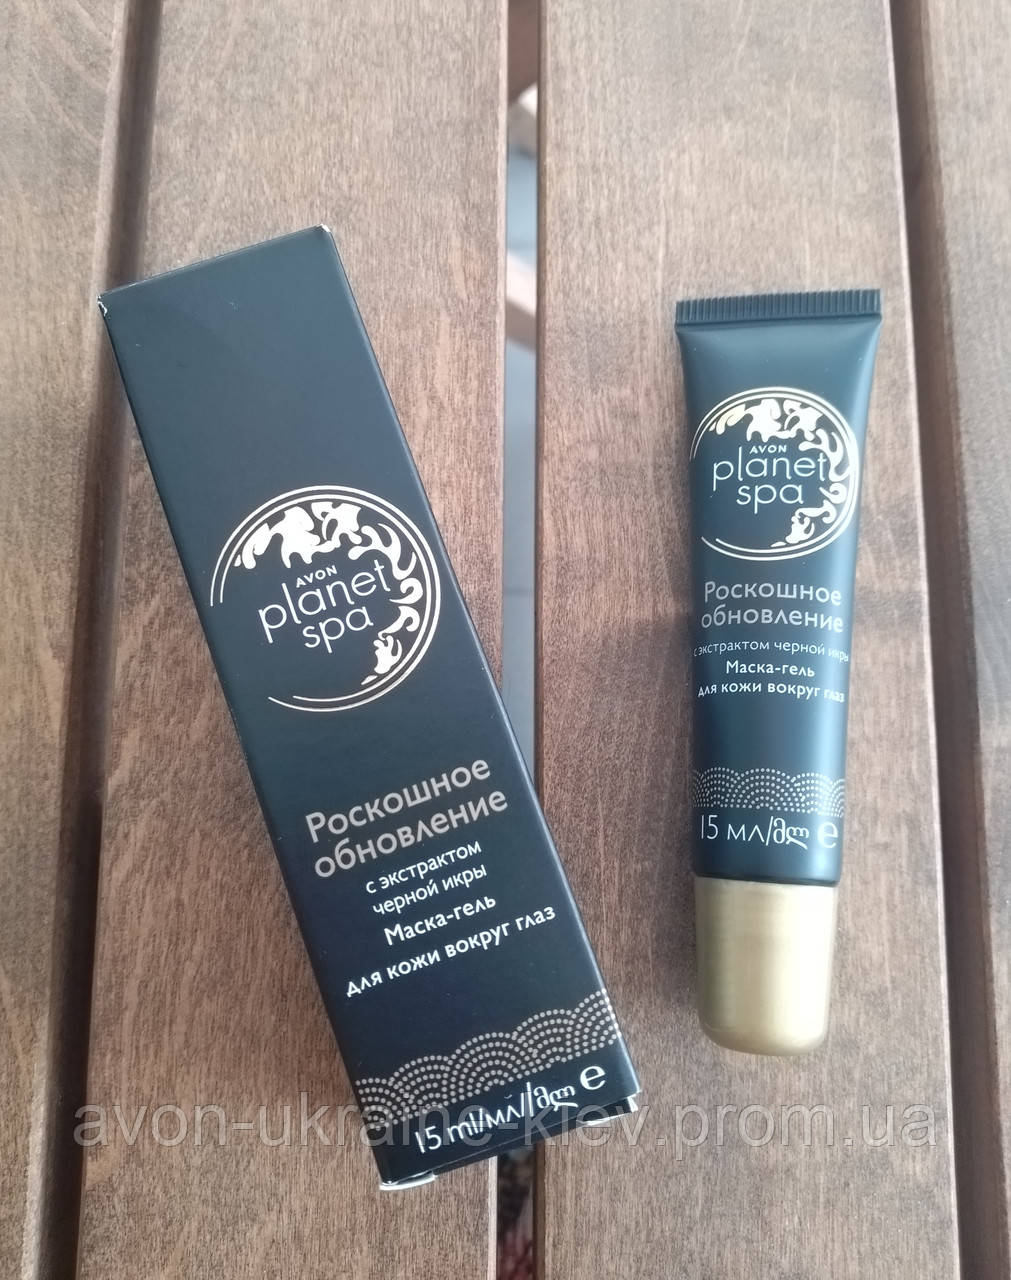 AVON
planet
spa
Роскошное
обновление
с экстрактом
черной икры
Маска-гель
для кожи вокруг глаз
15 ml/мл/მლ e
AVON
planet
spa
Роскошное
обновление
с экстрактом черной икры
Маска-гель
для кожи вокруг глаз
15 мл/მლ e
avon-ukraine-kiev.prom.ua